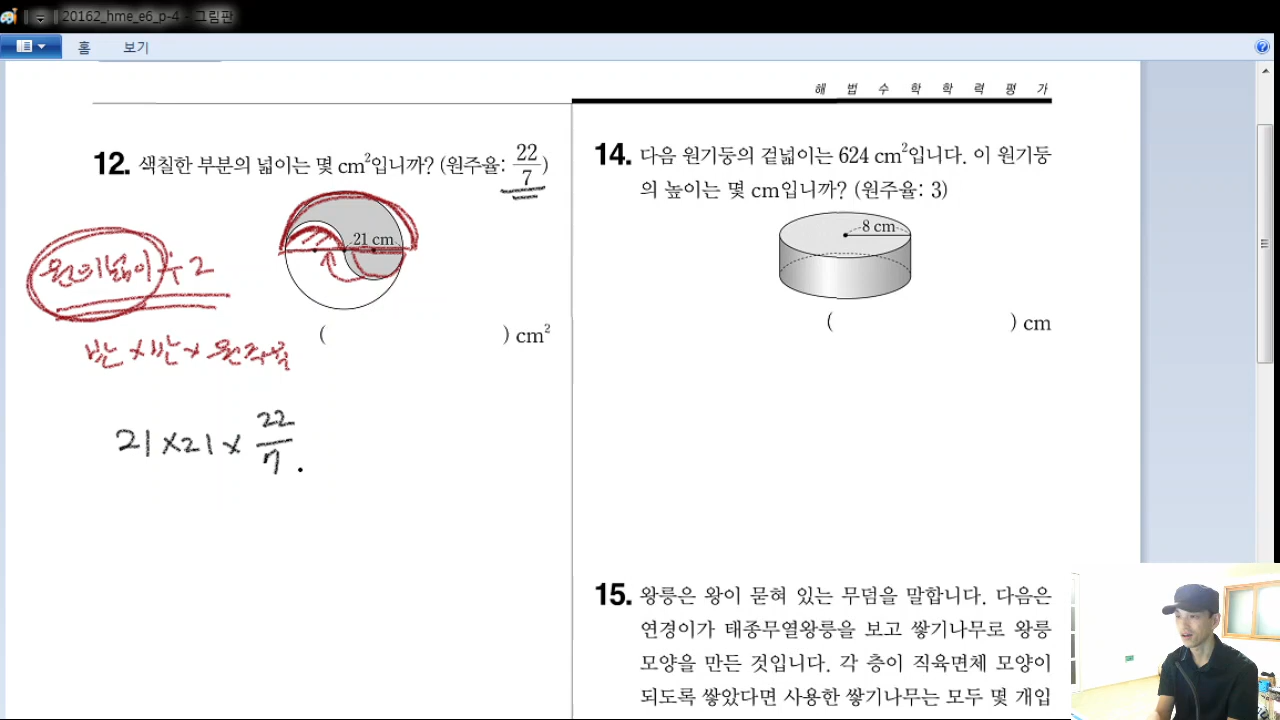 20162_hme_e6_p-4 - 그림판
홈 보기
해 법 수 학 학 력 평 가
12. 색칠한 부분의 넓이는 몇 cm²입니까? (원주율: 22/7)
21 cm
원의넓이 ÷ 2
( ) cm²
반 × 반 × 원주율
21 × 21 × 22/7
14. 다음 원기둥의 겉넓이는 624 cm²입니다. 이 원기둥
의 높이는 몇 cm입니까? (원주율: 3)
8 cm
( ) cm
15. 왕릉은 왕이 묻혀 있는 무덤을 말합니다. 다음은
연경이가 태종무열왕릉을 보고 쌓기나무로 왕릉
모양을 만든 것입니다. 각 층이 직육면체 모양이
되도록 쌓았다면 사용한 쌓기나무는 모두 몇 개입